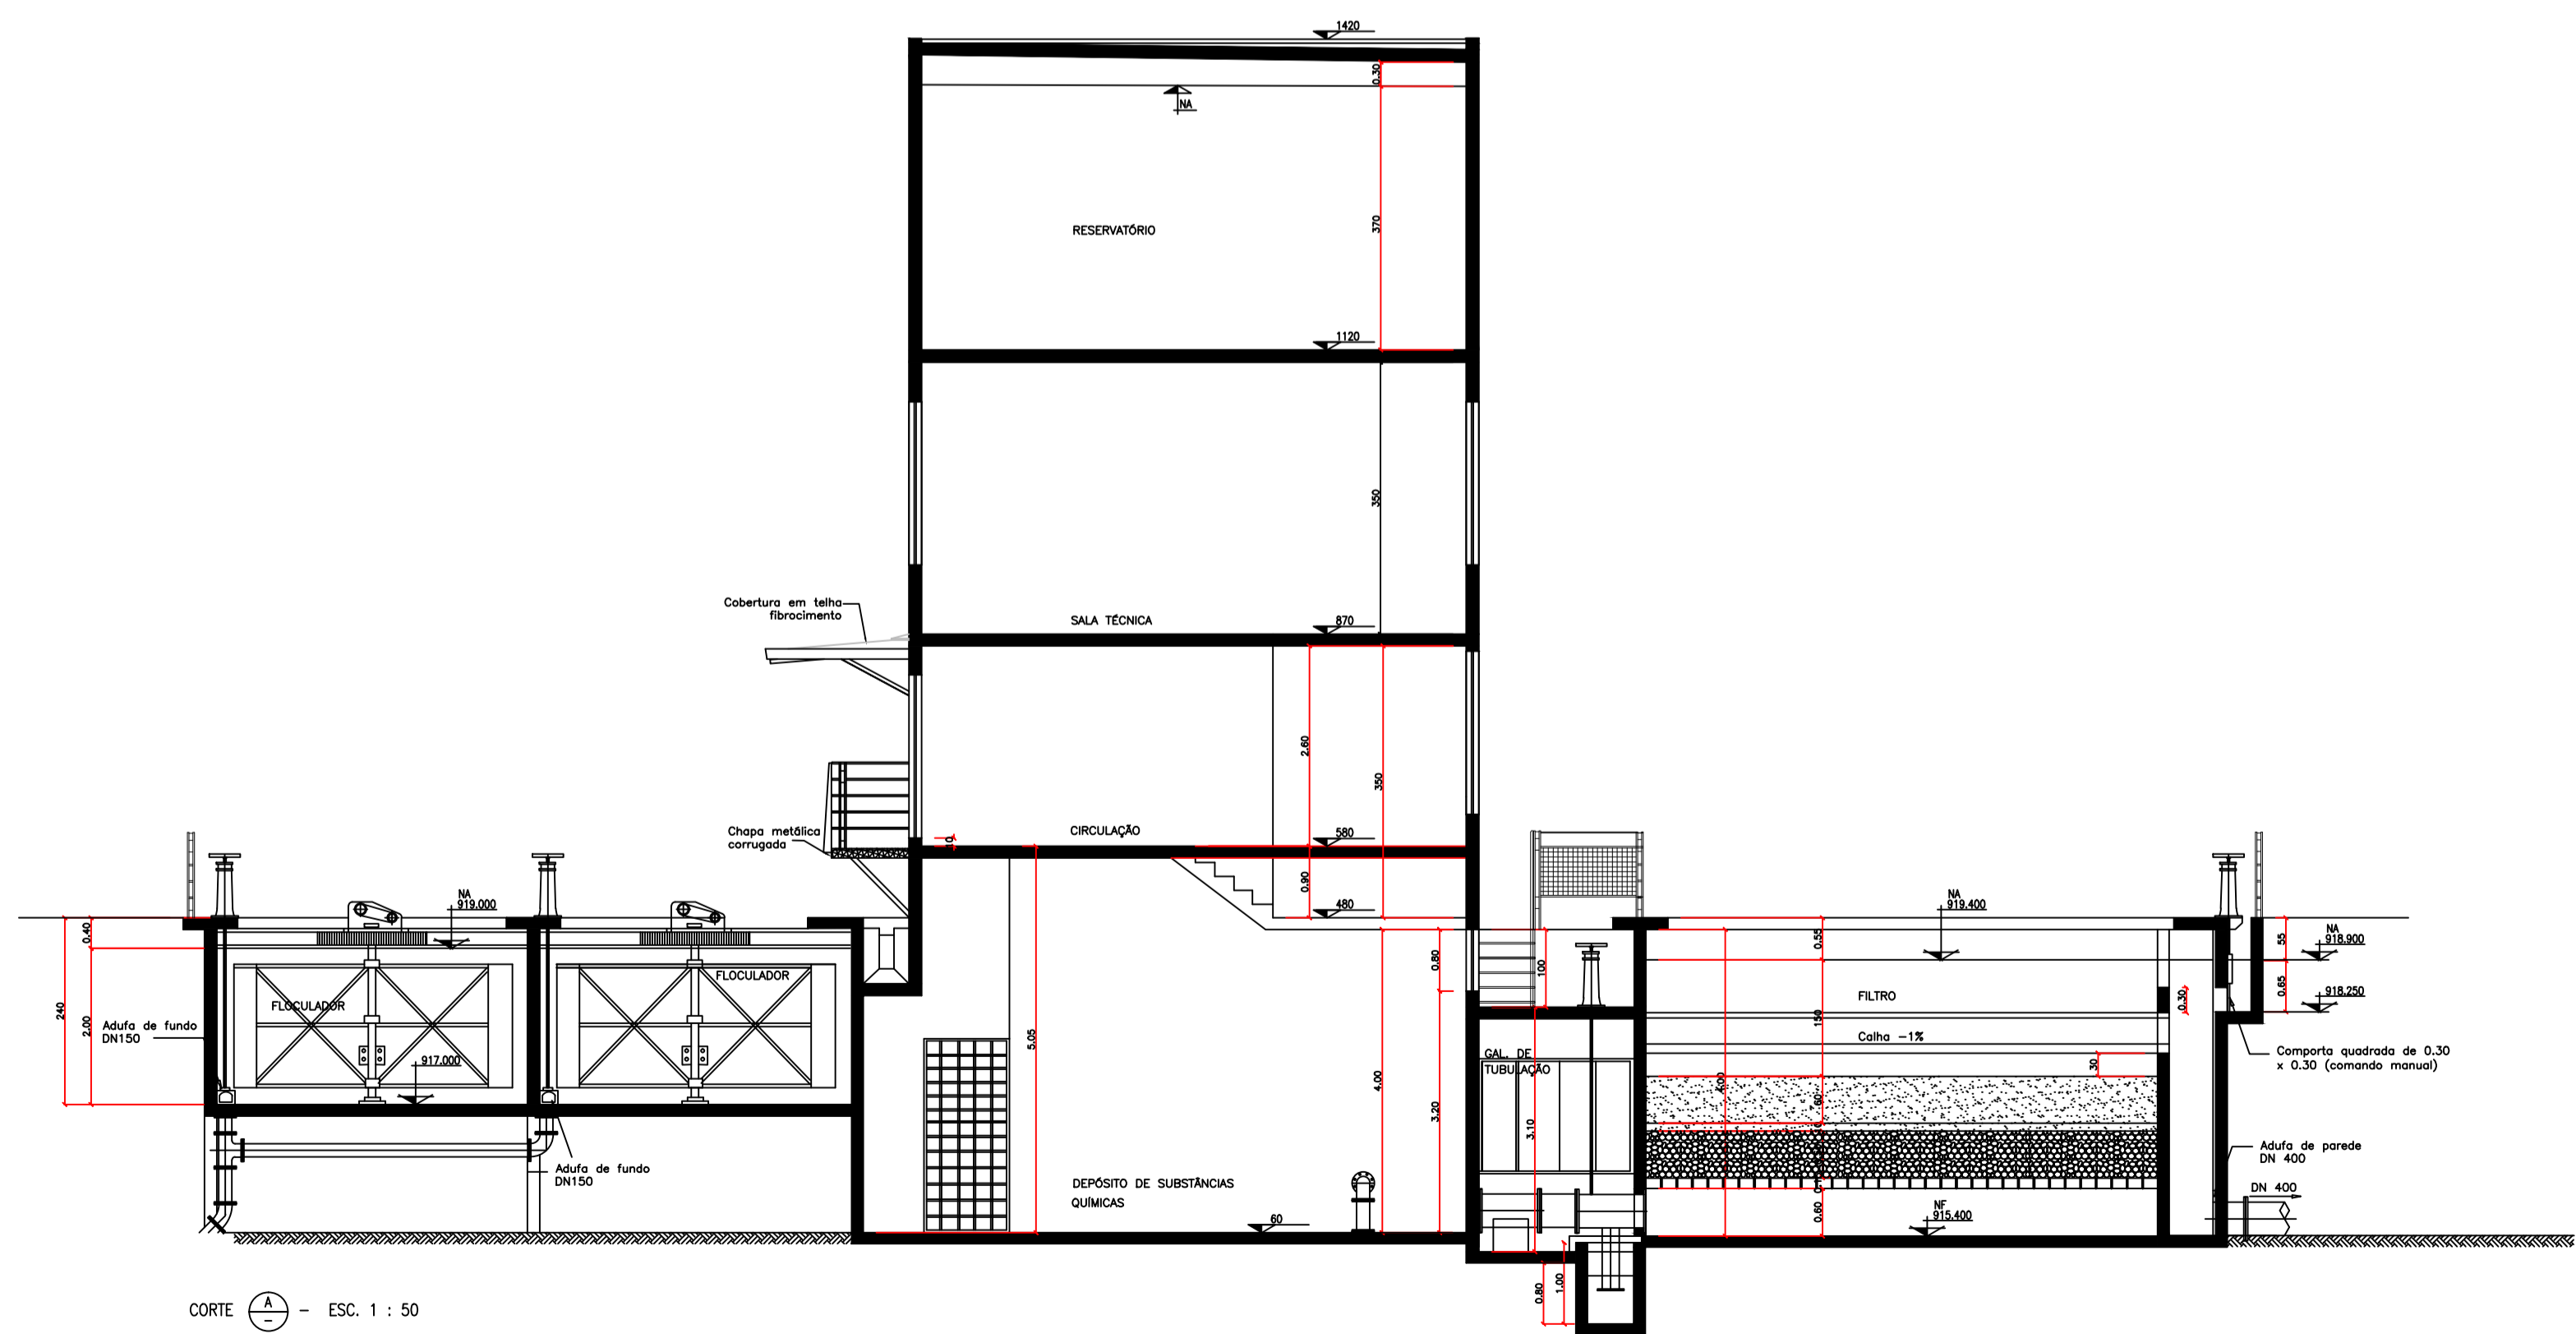 1420
0.30
NA
370
RESERVATÓRIO
1120
350
Cobertura em telha
fibrocimento
SALA TÉCNICA
870
2.60
350
Chapa metálica
corrugada
CIRCULAÇÃO
580
10
0.90
480
NA
919.000
0.40
240
2.00
FLOCULADOR
FLOCULADOR
Adufa de fundo
DN150
917.000
Adufa de fundo
DN150
5.05
4.00
0.80
3.20
100
GAL. DE
TUBULAÇÃO
3.10
DEPÓSITO DE SUBSTÂNCIAS
QUÍMICAS
60
0.80
1.00
NA
919.400
0.55
150
4.00
FILTRO
Calha -1%
30
60
10
0.60
NF
915.400
0.30
55
0.65
NA
918.900
918.250
Comporta quadrada de 0.30
x 0.30 (comando manual)
Adufa de parede
DN 400
DN 400
CORTE A - - ESC. 1 : 50